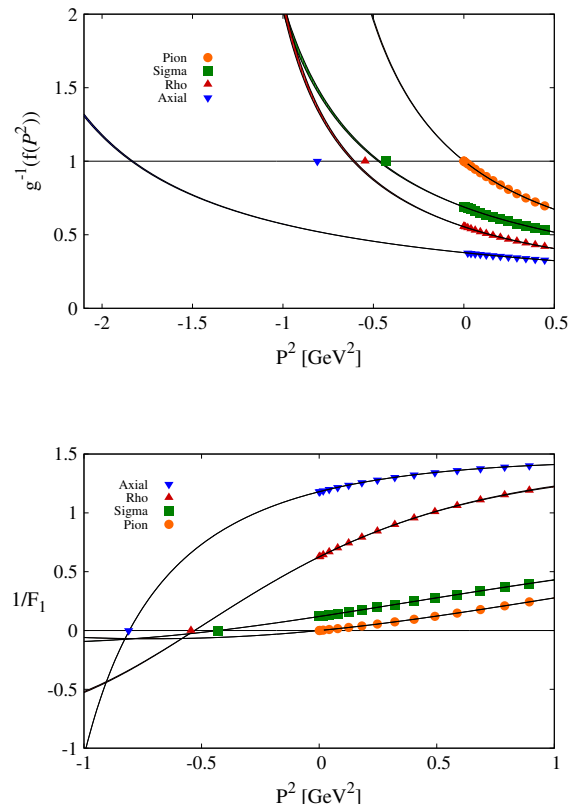 2
1.5
1
0.5
0
g⁻¹(f(P²))
Pion
Sigma
Rho
Axial
-2 -1.5 -1 -0.5 0 0.5
P² [GeV²]
1.5
1
0.5
0
-0.5
-1
1/F₁
Axial
Rho
Sigma
Pion
-1 -0.5 0 0.5 1
P² [GeV²]